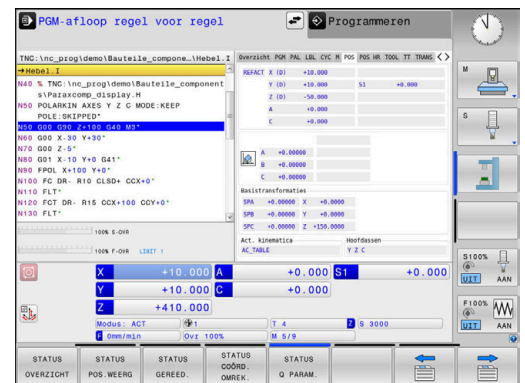 PGM-afloop regel voor regel
Programmeren
TNC:\nc_prog\demo\Bauteile_compone…\Hebel.I
→Hebel.I
N40 % TNC:\nc_prog\demo\Bauteile_component
s\Paraxcomp_display.H
N50 POLARKIN AXES Y Z C MODE:KEEP
POLE:SKIPPED*
N50 G00 G90 Z+100 G40 M3*
N60 G00 X-30 Y+30*
N70 G00 Z-5*
N80 G01 X-10 Y+0 G41*
N90 FPOL X+100 Y+0*
N100 FC DR- R10 CLSD+ CCX+0*
N110 FLT*
N120 FCT DR- R15 CCX+100 CCY+0*
N130 FLT*
100% S-OVR
100% F-OVR LIMIT 1
Overzicht PGM PAL LBL CYC M POS POS HR TOOL TT TRANS
REFACT X (D) +10.000
Y (D) +10.000 S1 +0.000
Z (D) -50.000
A +0.000
C +0.000
A +0.00000
B +0.00000
C +0.00000
Basistransformaties
SPA +0.00000 X +0.0000
SPB +0.00000 Y +0.0000
SPC +0.00000 Z +150.0000
Act. kinematica Hoofdassen
AC_TABLE X Y Z C
X +10.000 A +0.000 S1 +0.000
Y +10.000 C +0.000
Z +410.000
Modus: ACT 1 T 4 Z S 3000
F 0mm/min Ovr 100% M 5/9
M
S
S100%
UIT AAN
F100%
UIT AAN
STATUS OVERZICHT
STATUS POS.WEERG
STATUS GEREED.
STATUS COÖRD. OMREK.
STATUS Q PARAM.